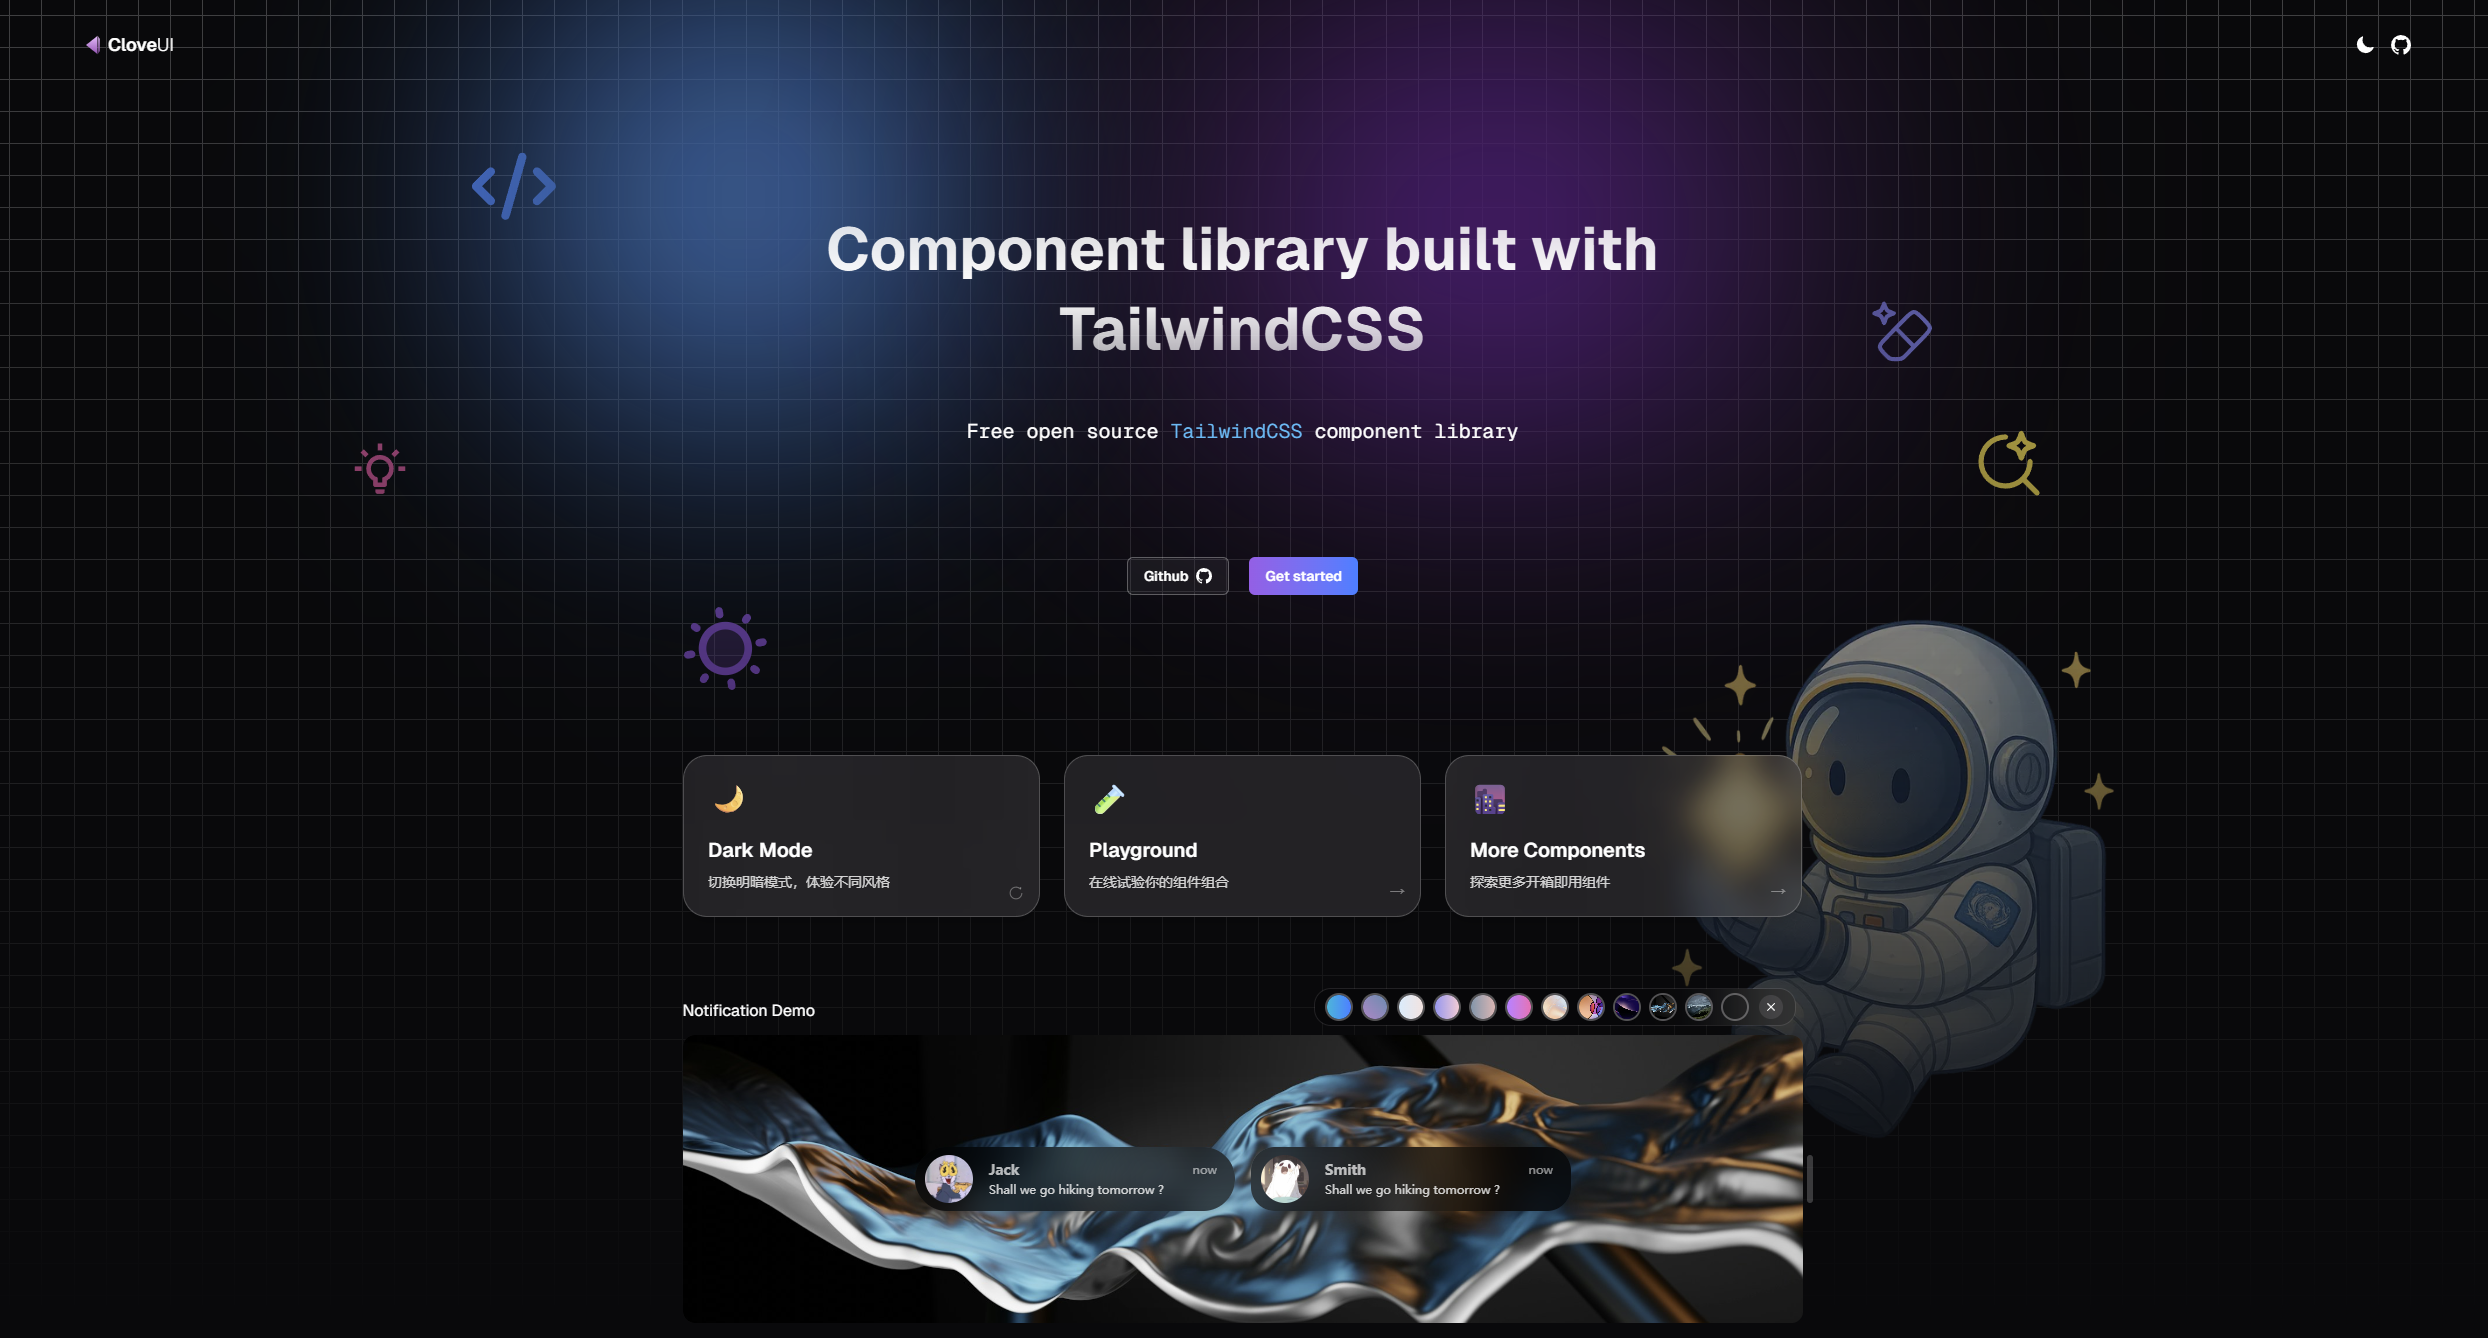 CloveUI
Component library built with
TailwindCSS
Free open source TailwindCSS component library
Github
Get started
Dark Mode
切换明暗模式，体验不同风格
Playground
在线试验你的组件组合
More Components
探索更多开箱即用组件
Notification Demo
Jack
now
Shall we go hiking tomorrow ?
Smith
now
Shall we go hiking tomorrow ?